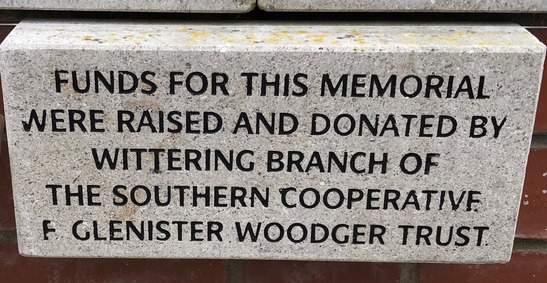 FUNDS FOR THIS MEMORIAL
WERE RAISED AND DONATED BY
WITTERING BRANCH OF
THE SOUTHERN COOPERATIVE
F. GLENISTER WOODGER TRUST